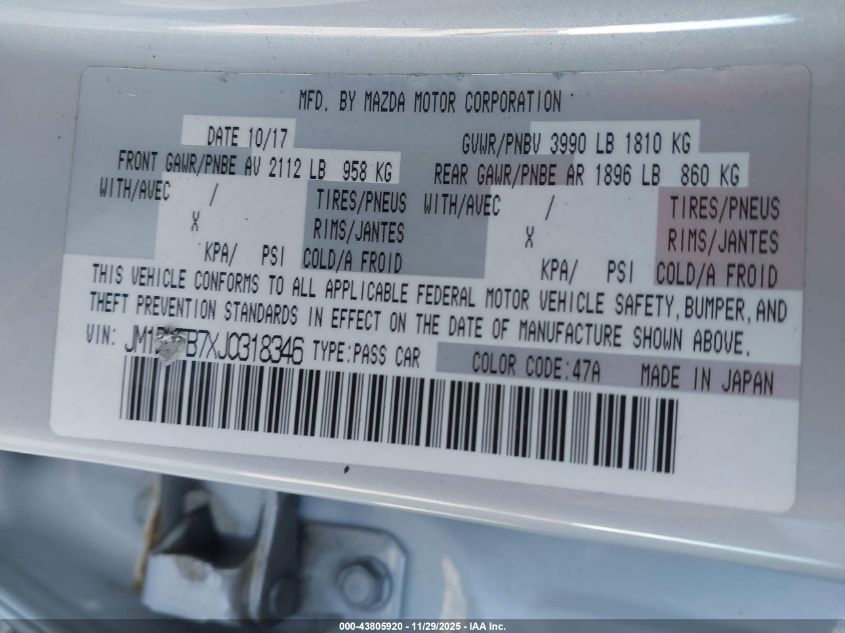 MFD. BY MAZDA MOTOR CORPORATION
DATE 10/17 GVWR/PNBV 3990 LB 1810 KG
FRONT GAWR/PNBE AV 2112 LB 958 KG REAR GAWR/PNBE AR 1896 LB 860 KG
WITH/AVEC / TIRES/PNEUS WITH/AVEC / TIRES/PNEUS
X RIMS/JANTES X RIMS/JANTES
KPA/ PSI COLD/A FROID KPA/ PSI COLD/A FROID
THIS VEHICLE CONFORMS TO ALL APPLICABLE FEDERAL MOTOR VEHICLE SAFETY, BUMPER, AND
THEFT PREVENTION STANDARDS IN EFFECT ON THE DATE OF MANUFACTURE SHOWN ABOVE.
VIN: TYPE:PASS CAR COLOR CODE:47A MADE IN JAPAN
000-43805920 - 11/29/2025 - IAA Inc.